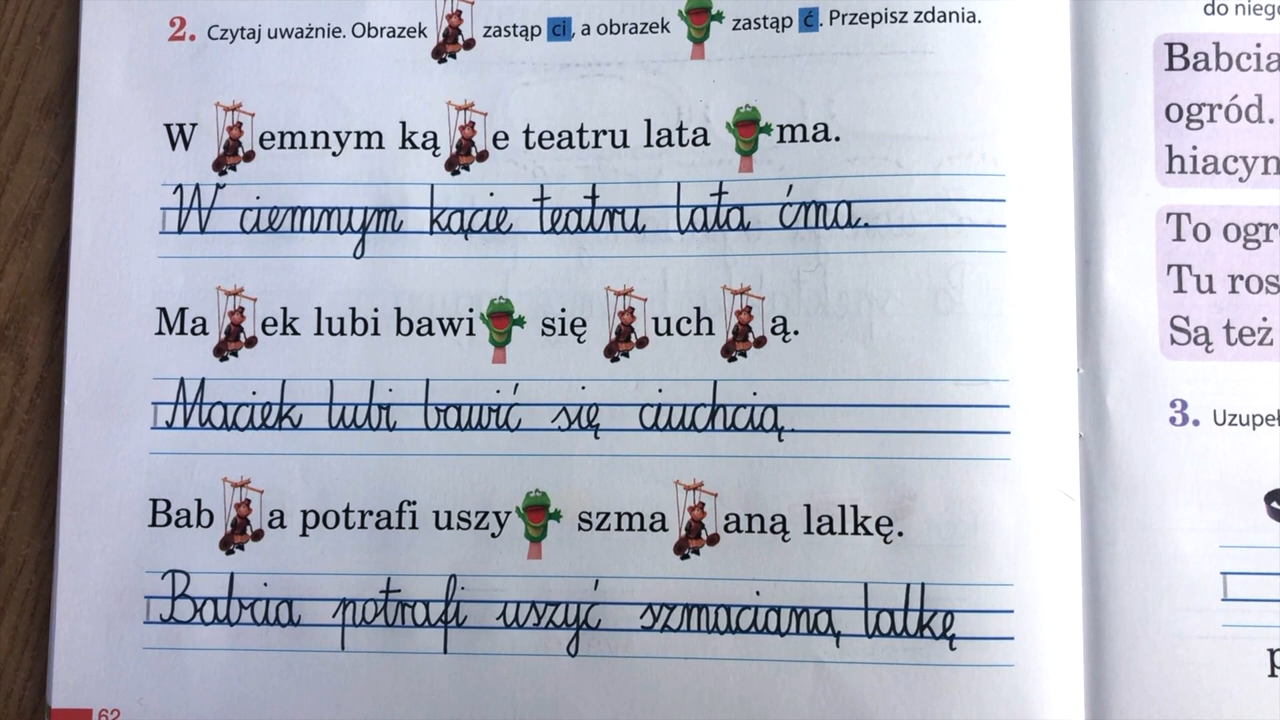 2. Czytaj uważnie. Obrazek zastąp ci, a obrazek zastąp ć. Przepisz zdania.
W emnym ką e teatru lata ma.
W ciemnym kącie teatru lata ćma.
Ma ek lubi bawi się uch ą.
Maciek lubi bawić się ciuchcią.
Bab a potrafi uszy szma aną lalkę.
Babcia potrafi uszyć szmacianą lalkę
62
do nieg
Babcia
ogród.
hiacyn
To ogr
Tu ros
Są też
3. Uzupeł
p